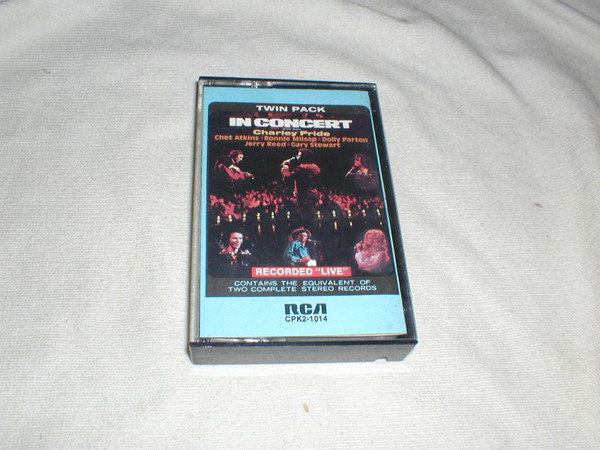 TWIN PACK
IN CONCERT
Charley Pride
Chet Atkins · Ronnie Milsap · Dolly Parton
Jerry Reed · Gary Stewart
RECORDED "LIVE"
CONTAINS THE EQUIVALENT OF
TWO COMPLETE STEREO RECORDS
RCA
CPK2-1014